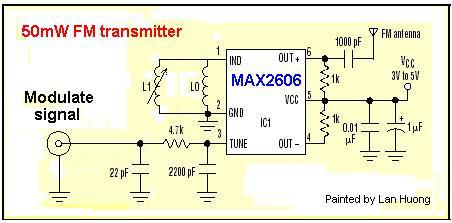 50mW FM transmitter
1000 pF
FM antenna
1
IND
OUT +
6
MAX2606
1k
VCC
3V to 5V
L1
L0
Modulate
signal
2
GND
VCC
5
IC1
1k
4.7k
3
TUNE
OUT −
4
0.01
µF
+
1µF
22 pF
2200 pF
Painted by Lan Huong